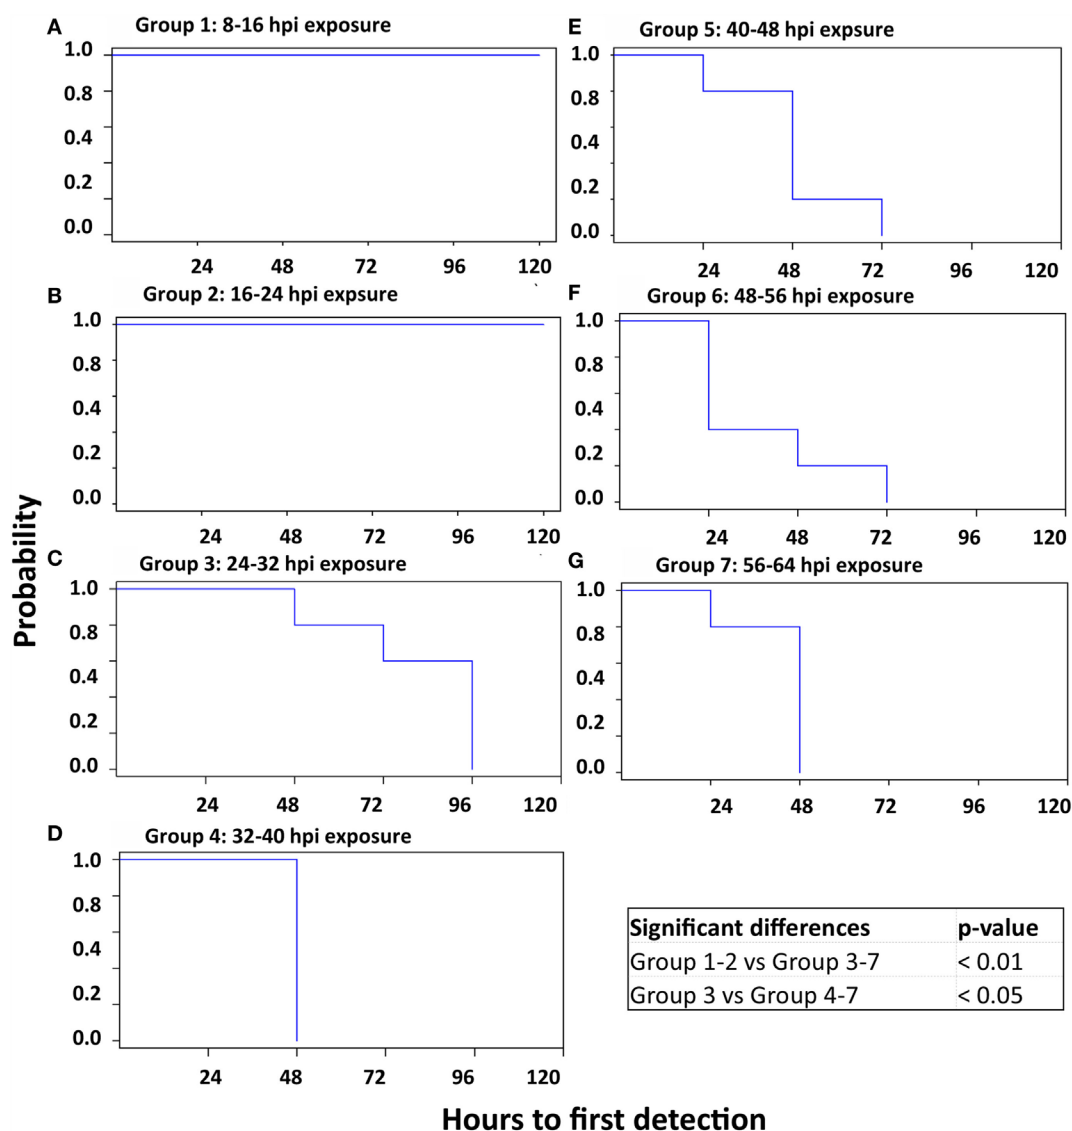 A
Group 1: 8-16 hpi exposure
1.0
0.8
0.4
0.2
0.0
24 48 72 96 120
B
Group 2: 16-24 hpi expsure
1.0
0.8
0.4
0.2
0.0
24 48 72 96 120
C
Group 3: 24-32 hpi exposure
1.0
0.8
0.4
0.2
0.0
24 48 72 96 120
D
Group 4: 32-40 hpi exposure
1.0
0.8
0.4
0.2
0.0
24 48 72 96 120
E
Group 5: 40-48 hpi expsure
1.0
0.8
0.4
0.2
0.0
24 48 72 96 120
F
Group 6: 48-56 hpi exposure
1.0
0.8
0.4
0.2
0.0
24 48 72 96 120
G
Group 7: 56-64 hpi exposure
1.0
0.8
0.4
0.2
0.0
24 48 72 96 120
Significant differences p-value
Group 1-2 vs Group 3-7 < 0.01
Group 3 vs Group 4-7 < 0.05
Probability
Hours to first detection